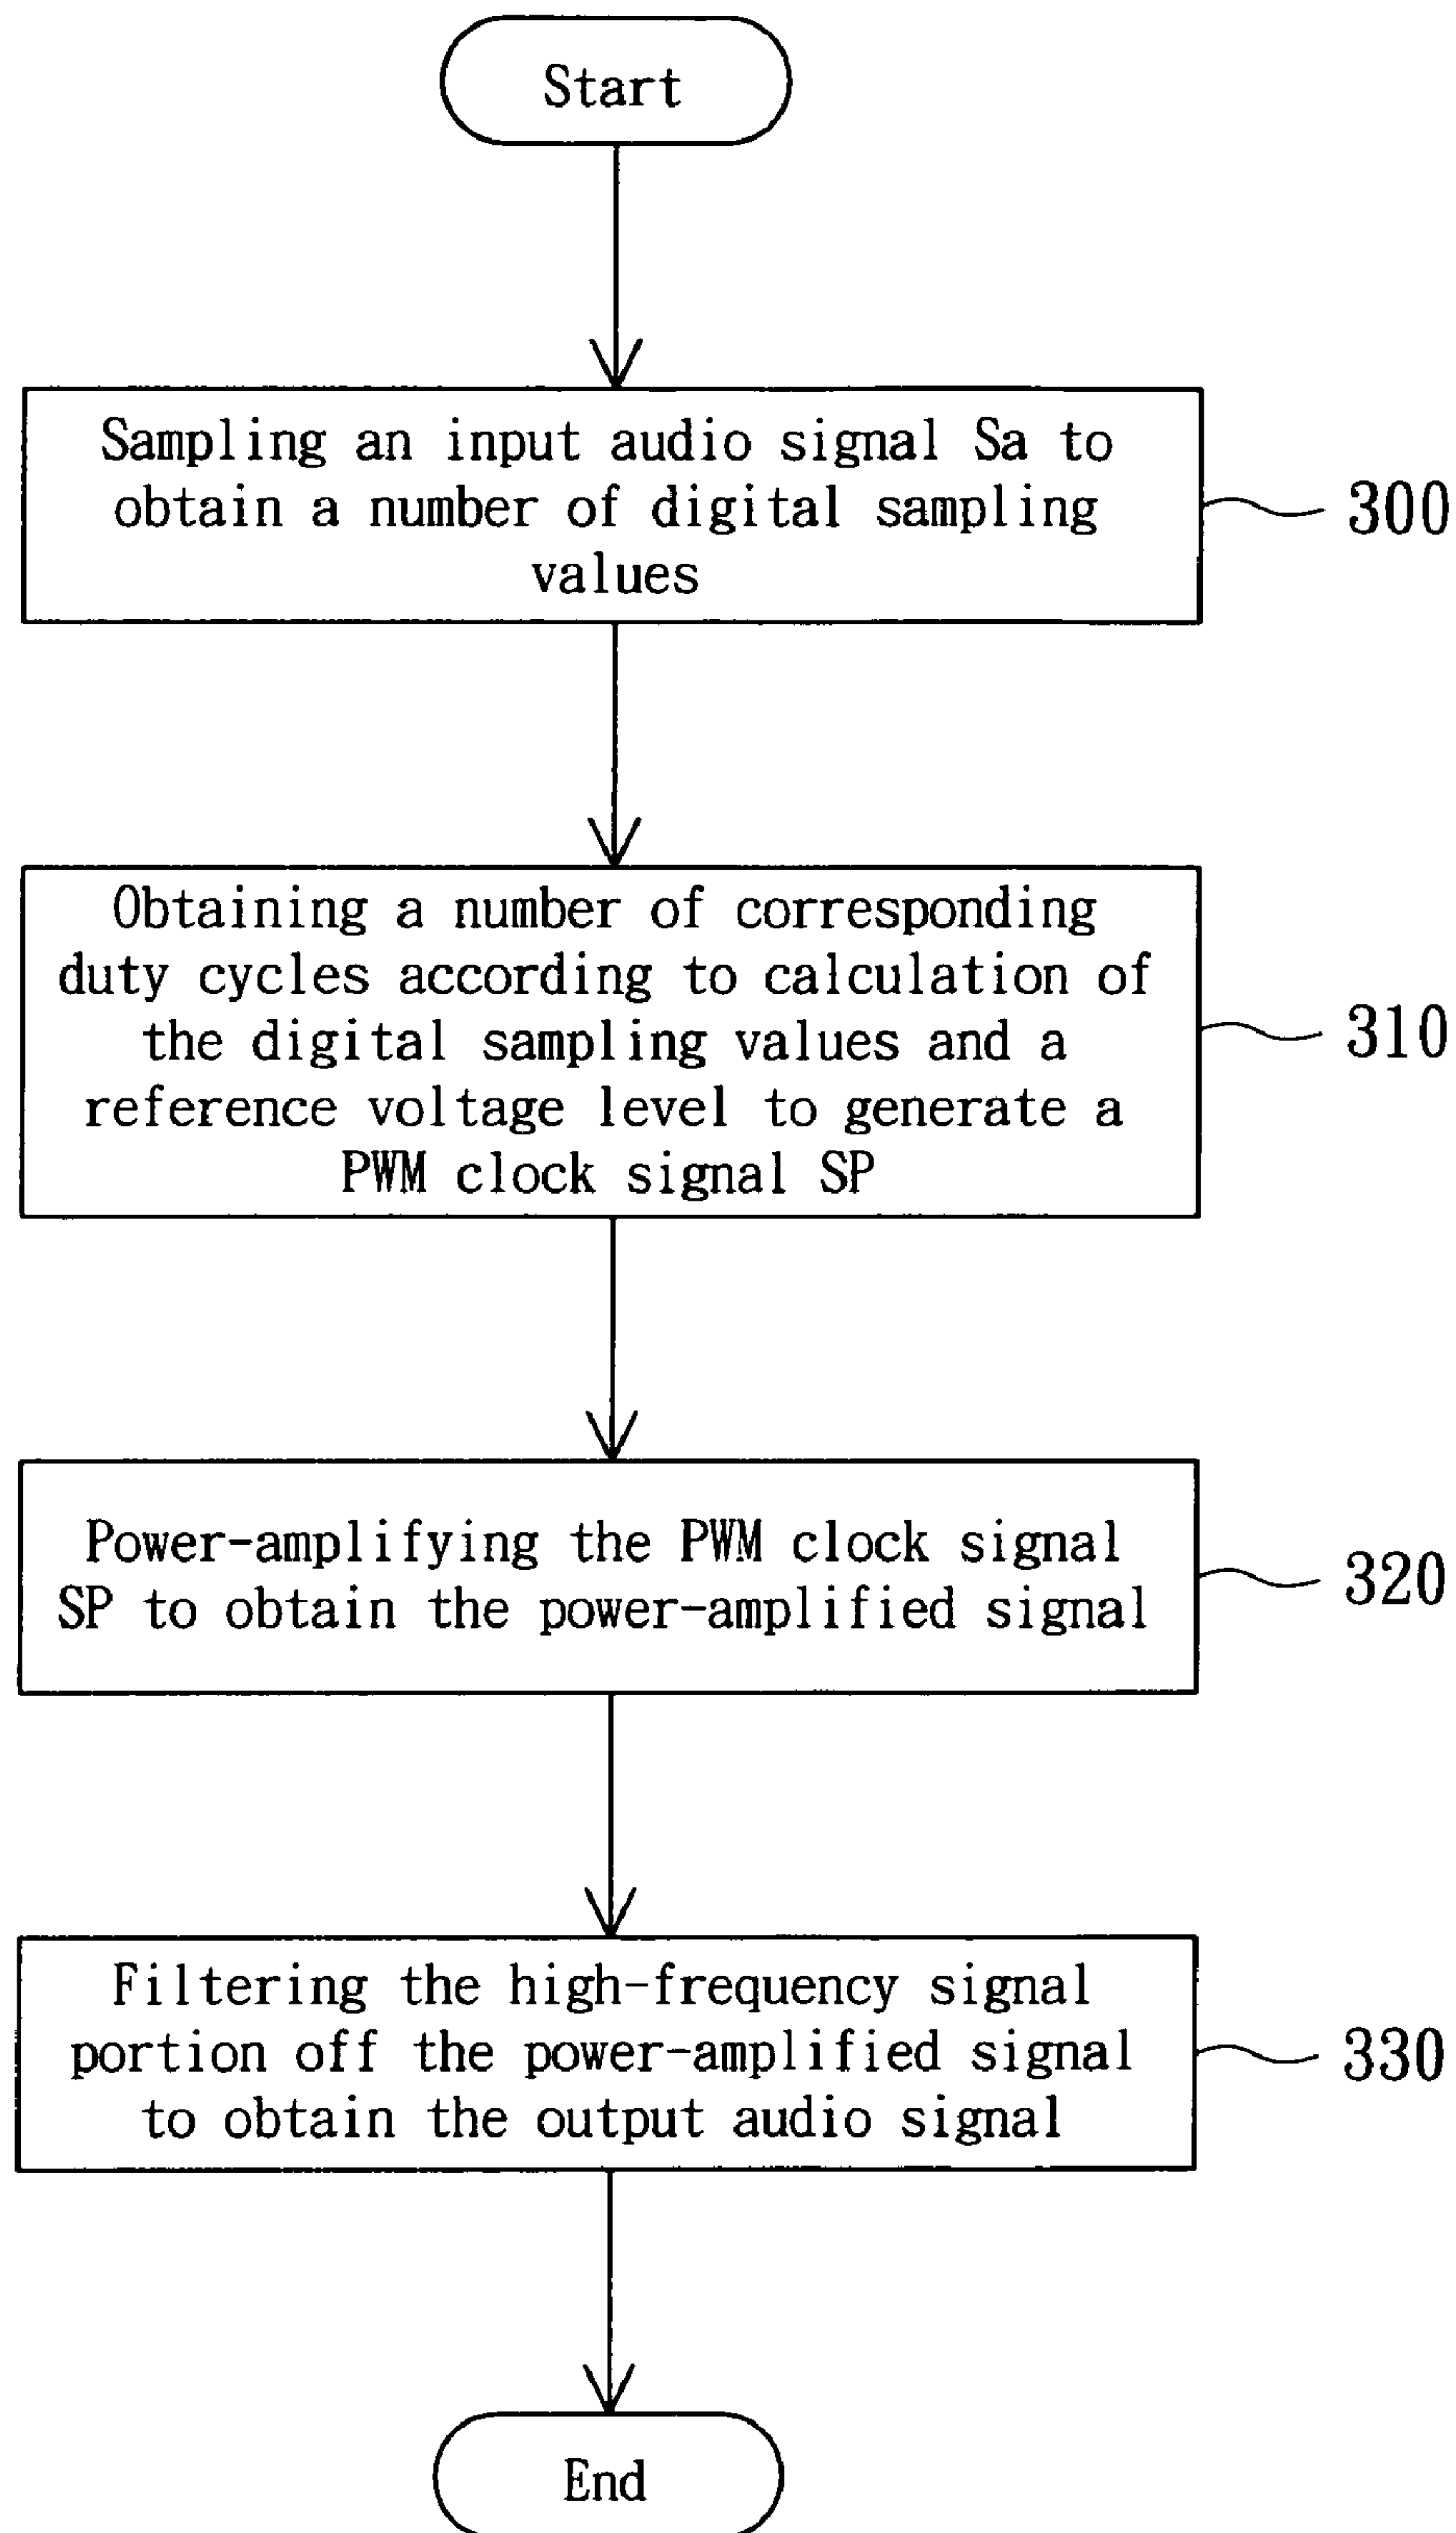 Start
Sampling an input audio signal Sa to
obtain a number of digital sampling
values
300
Obtaining a number of corresponding
duty cycles according to calculation of
the digital sampling values and a
reference voltage level to generate a
PWM clock signal SP
310
Power-amplifying the PWM clock signal
SP to obtain the power-amplified signal
320
Filtering the high-frequency signal
portion off the power-amplified signal
to obtain the output audio signal
330
End